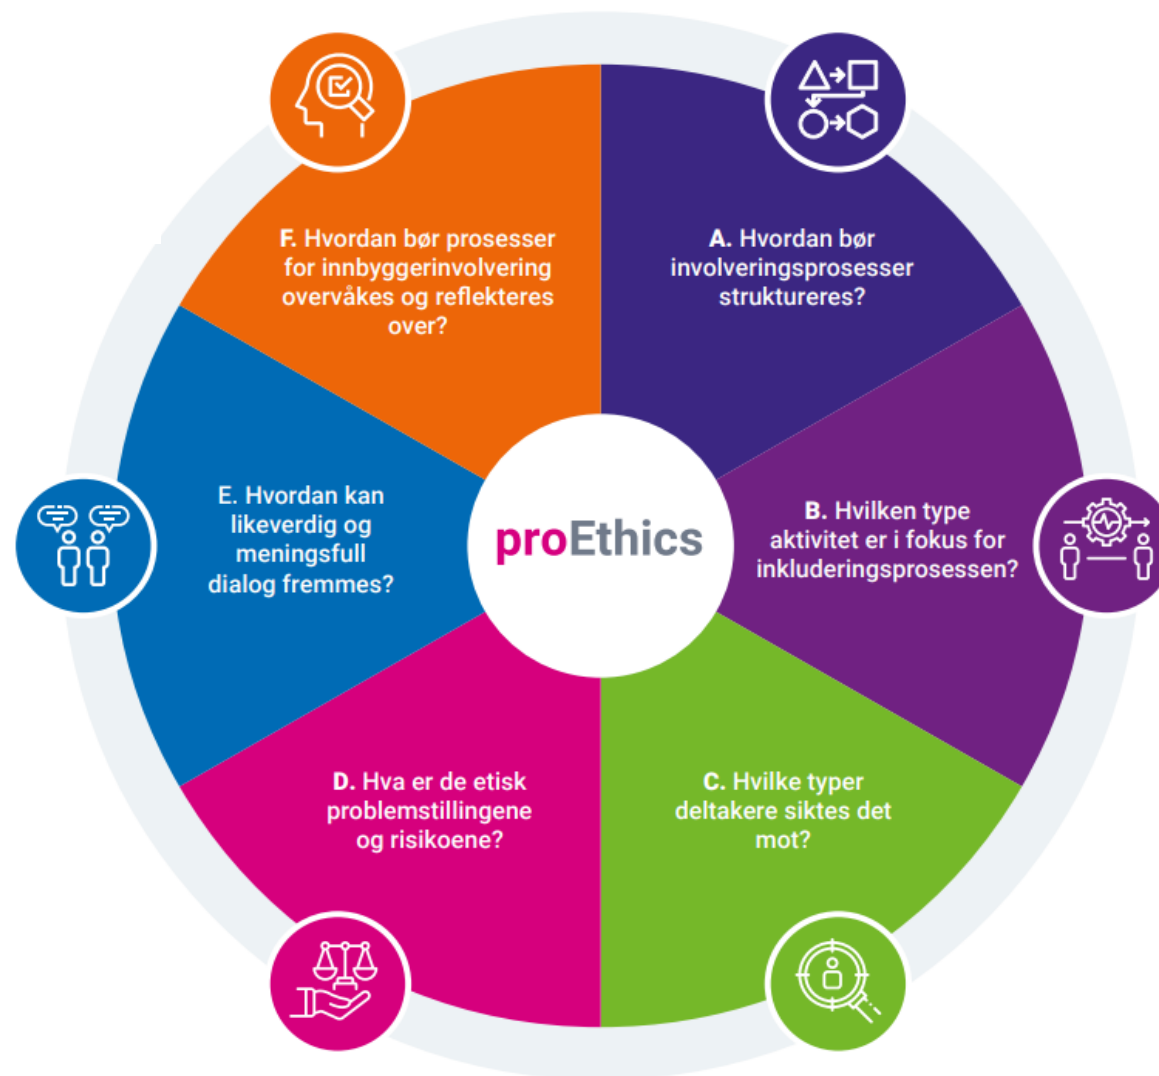 A. Hvordan bør
involveringsprosesser
struktureres?
B. Hvilken type
aktivitet er i fokus for
inkluderingsprosessen?
C. Hvilke typer
deltakere siktes det
mot?
D. Hva er de etisk
problemstillingene
og risikoene?
E. Hvordan kan
likeverdig og
meningsfull
dialog fremmes?
F. Hvordan bør prosesser
for innbyggerinvolvering
overvåkes og reflekteres
over?
proEthics